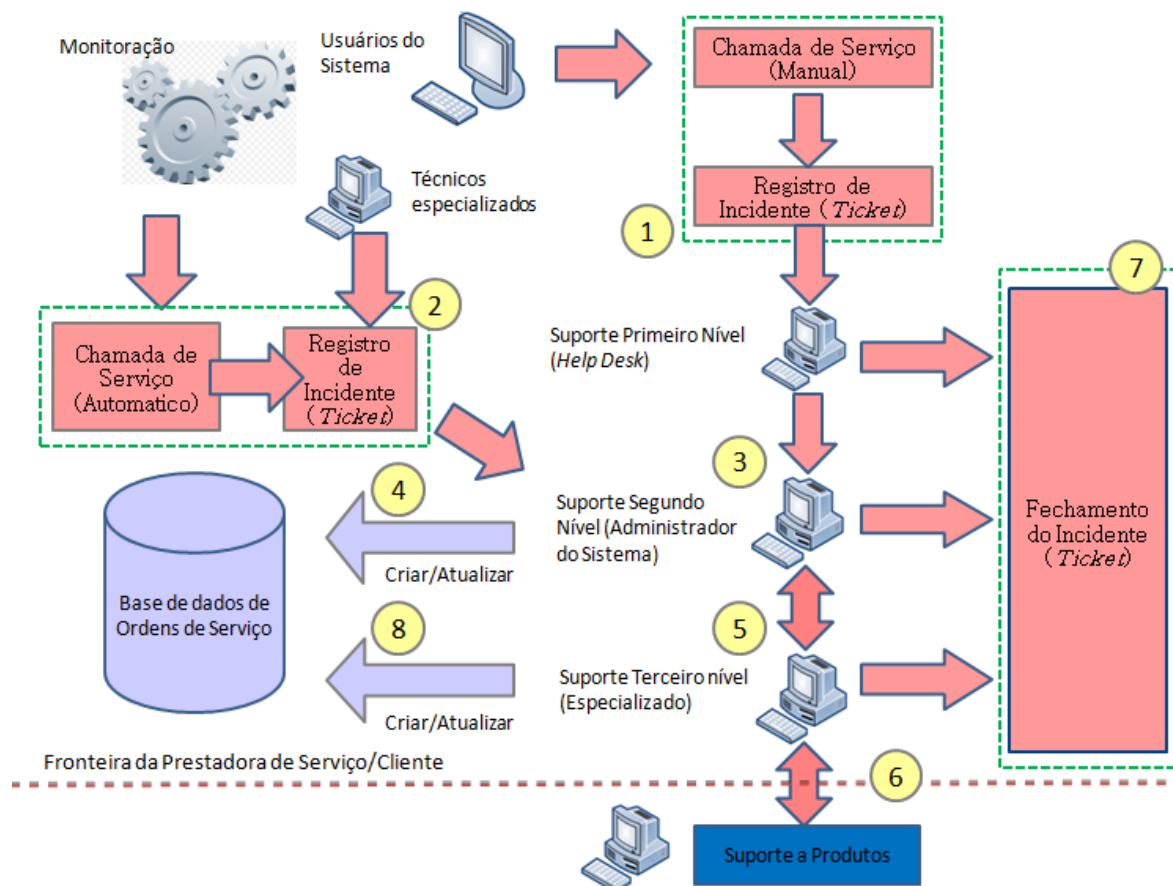 Monitoração
Usuários do
Sistema
Chamada de Serviço
(Manual)
Técnicos
especializados
Registro de
Incidente (Ticket)
1
7
2
Chamada de
Serviço
(Automatico)
Registro
de
Incidente
(Ticket)
Suporte Primeiro Nível
(Help Desk)
3
4
Suporte Segundo
Nível (Administrador
do Sistema)
Fechamento
do Incidente
(Ticket)
Criar/Atualizar
Base de dados de
Ordens de Serviço
8
5
Suporte Terceiro nível
(Especializado)
Criar/Atualizar
Fronteira da Prestadora de Serviço/Cliente
6
Suporte a Produtos